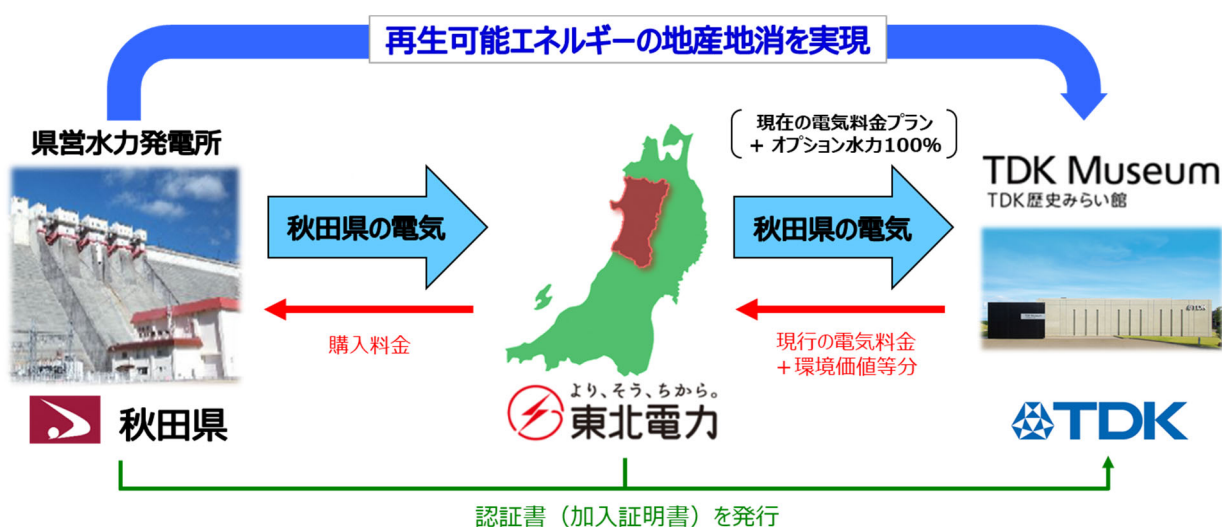 再生可能エネルギーの地産地消を実現
県営水力発電所
現在の電気料金プラン
+ オプション水力100%
TDK Museum
TDK歴史みらい館
秋田県の電気
秋田県の電気
購入料金
現行の電気料金
+環境価値等分
秋田県
より、そう、ちから。
東北電力
TDK
認証書（加入証明書）を発行